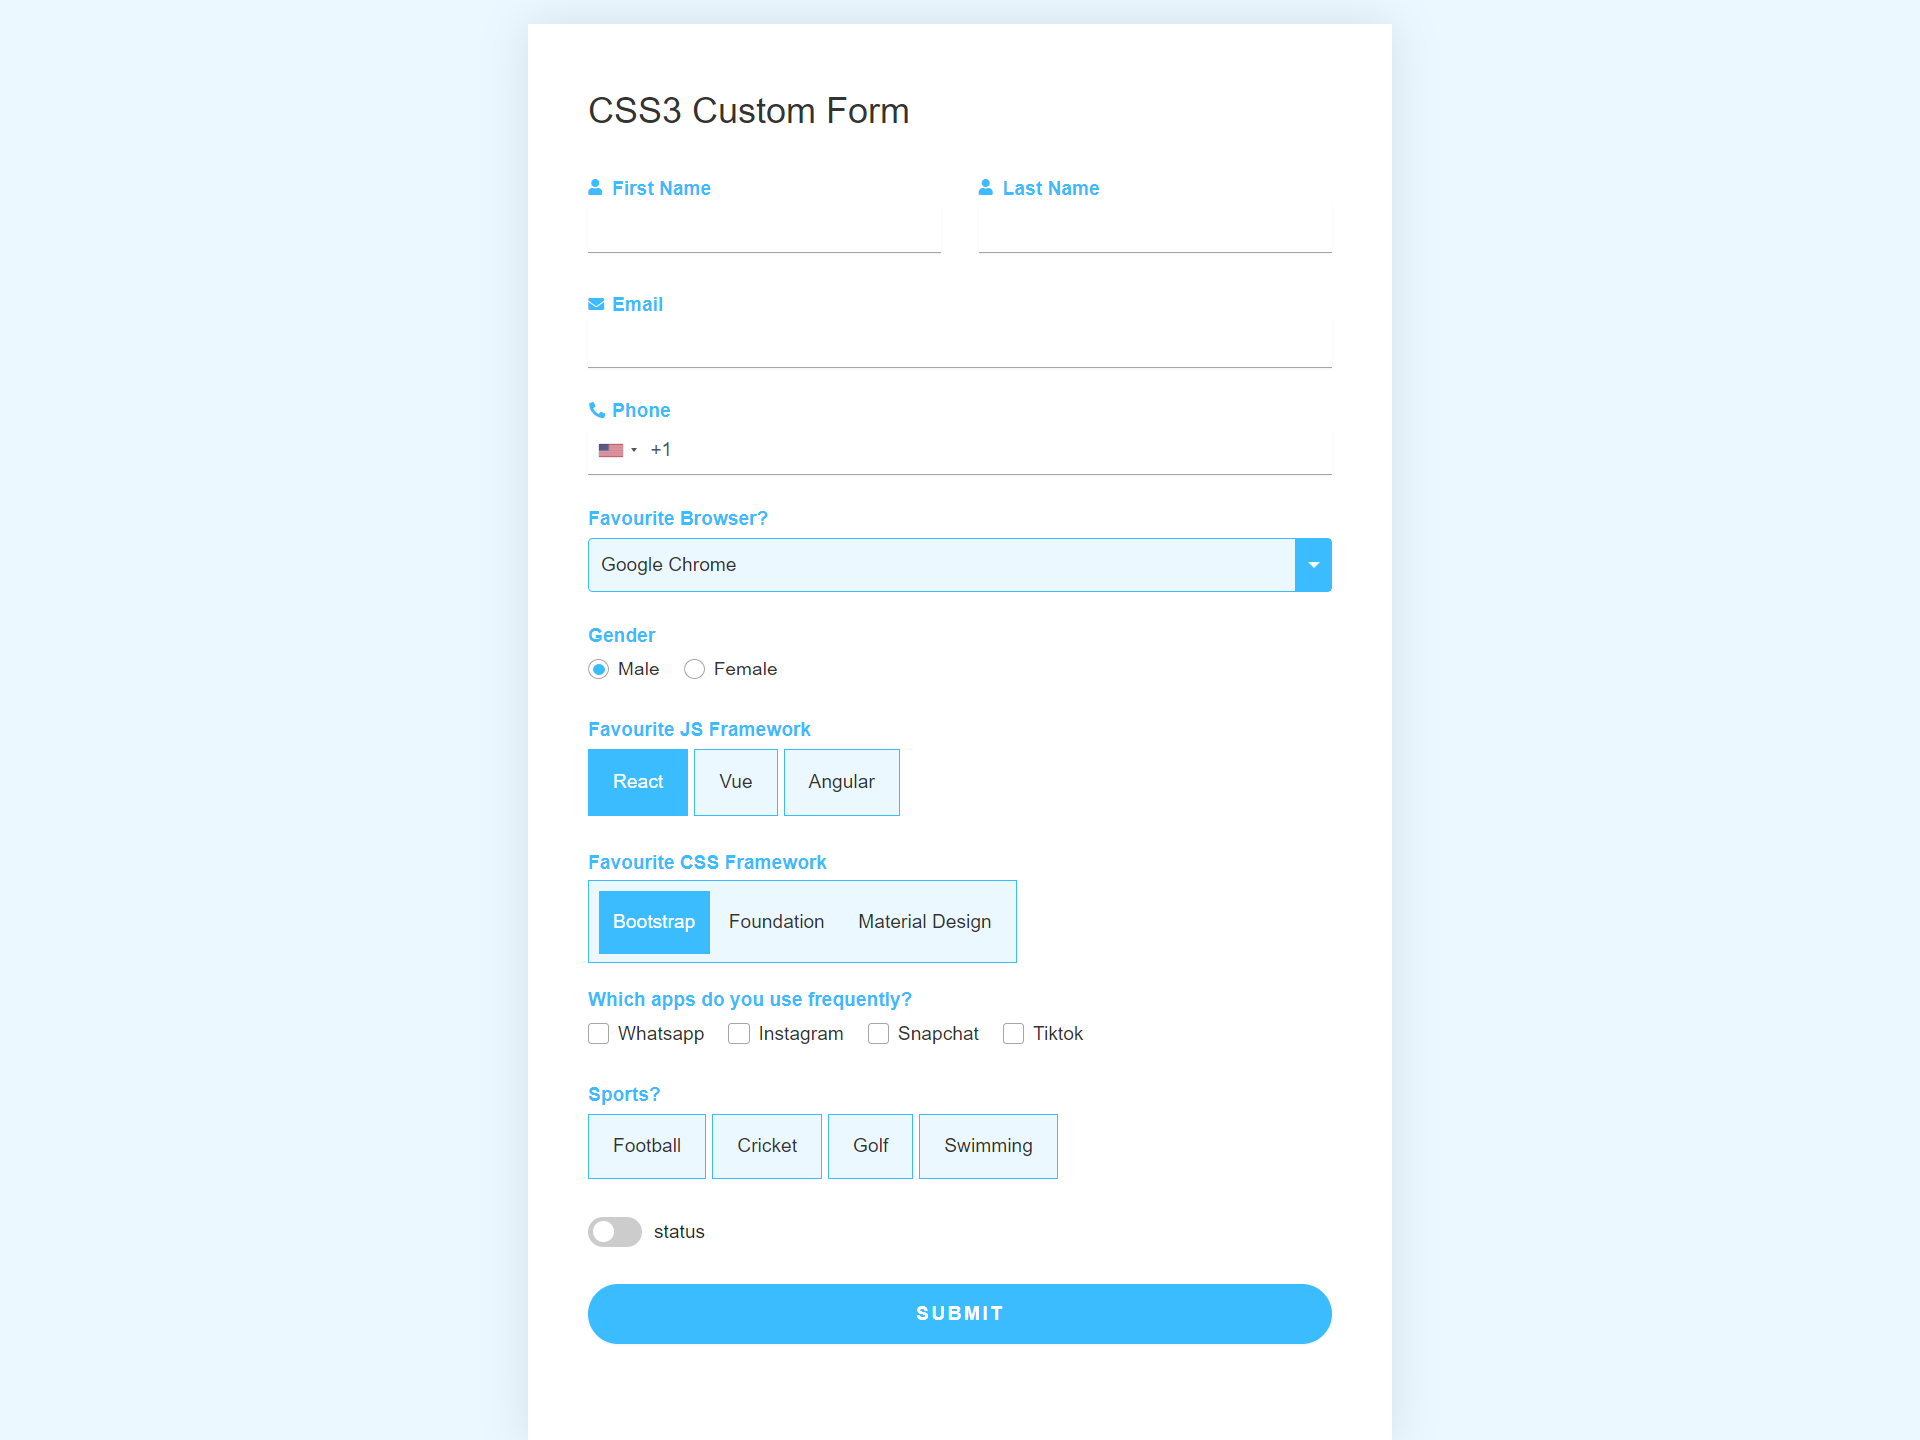 CSS3 Custom Form
First Name Last Name
Email
Phone
+1
Favourite Browser?
Google Chrome
Gender
Male Female
Favourite JS Framework
React Vue Angular
Favourite CSS Framework
Bootstrap Foundation Material Design
Which apps do you use frequently?
Whatsapp Instagram Snapchat Tiktok
Sports?
Football Cricket Golf Swimming
status
SUBMIT